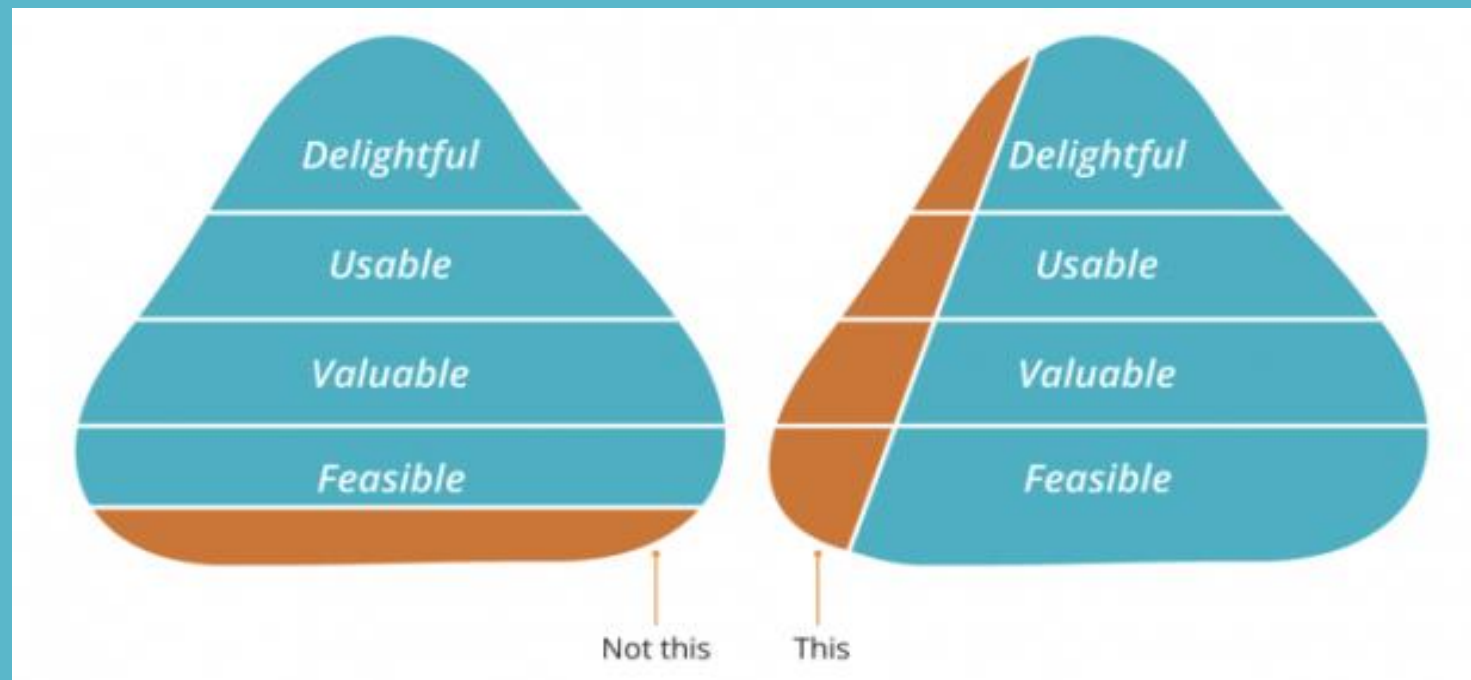 Delightful
Usable
Valuable
Feasible
Not this
Delightful
Usable
Valuable
Feasible
This